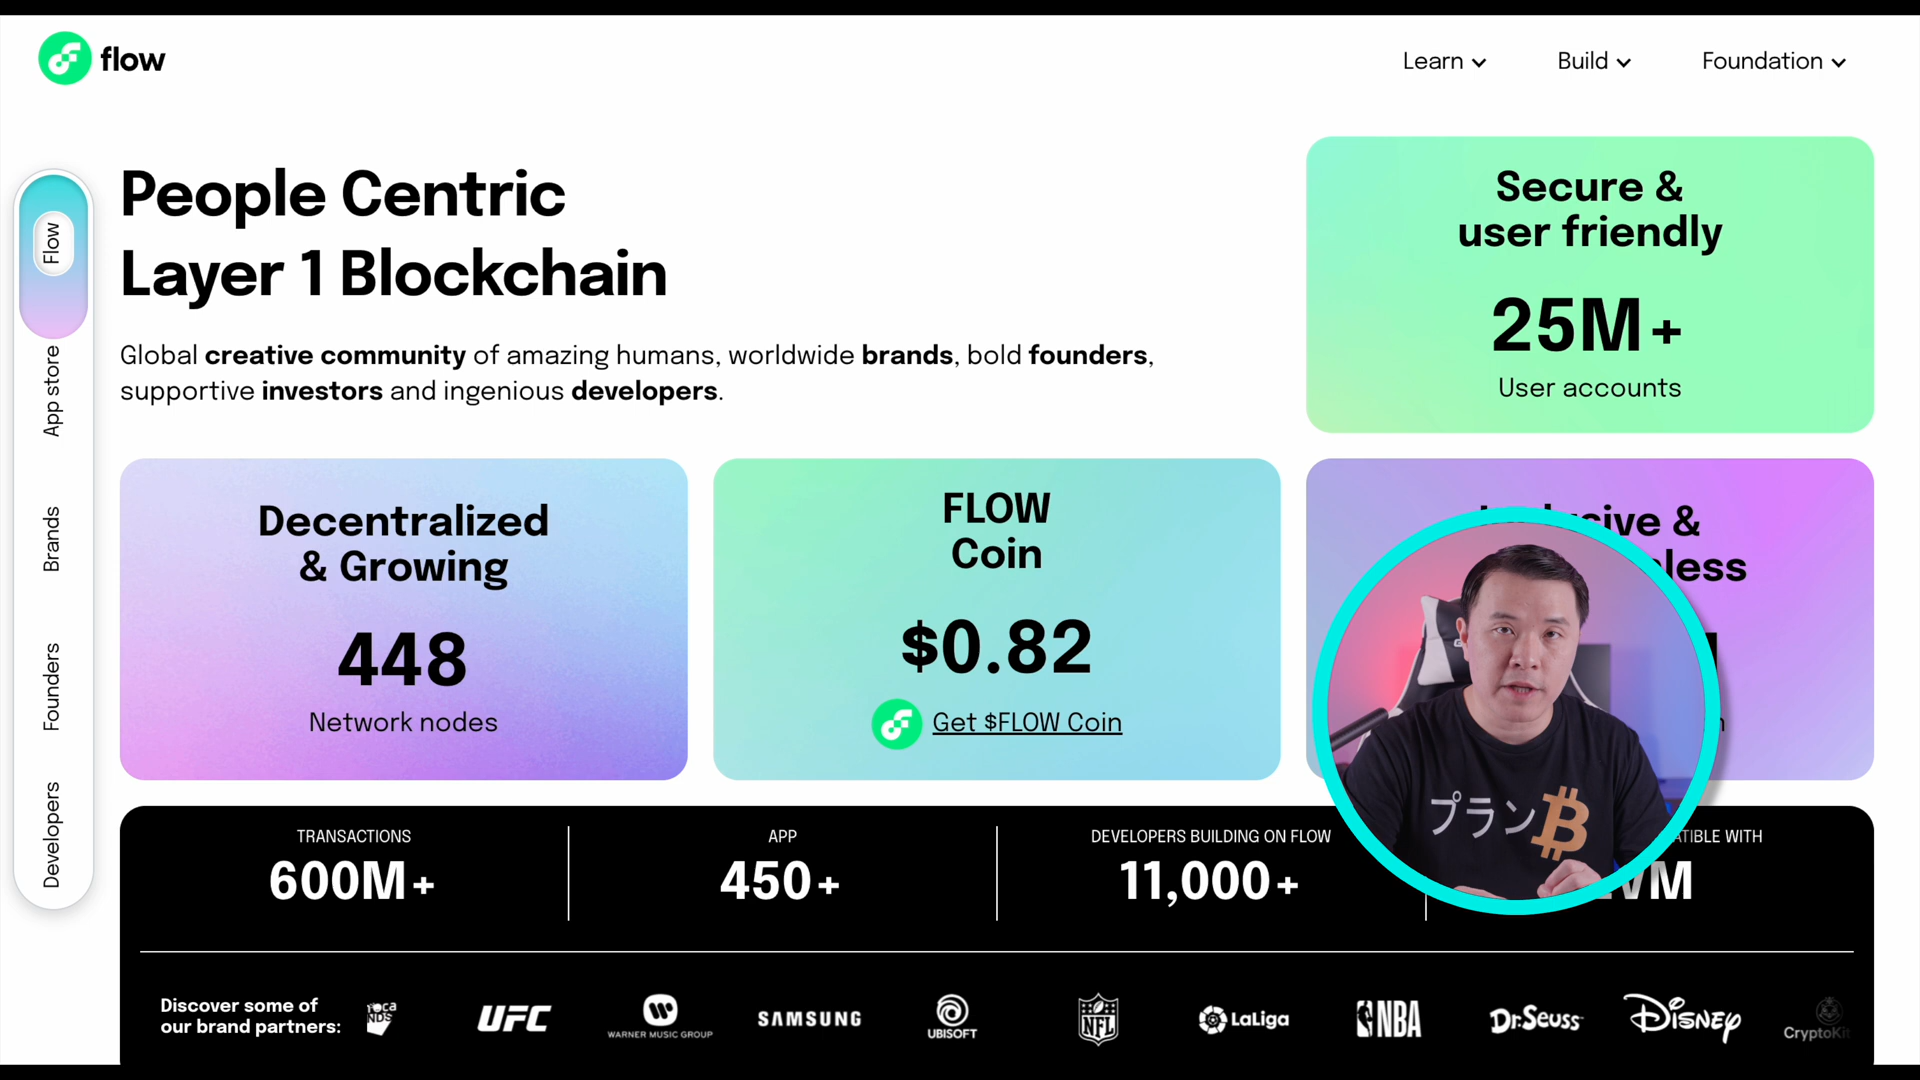 flow
Learn
Build
Foundation
Flow
App store
Brands
Founders
Developers
People Centric
Layer 1 Blockchain
Global creative community of amazing humans, worldwide brands, bold founders,
supportive investors and ingenious developers.
Secure &
user friendly
25M+
User accounts
Decentralized
& Growing
448
Network nodes
FLOW
Coin
$0.82
Get $FLOW Coin
&
プラン₿
TRANSACTIONS
600M+
APP
450+
DEVELOPERS BUILDING ON FLOW
11,000+
WITH
Discover some of
our brand partners:
UFC
WARNER MUSIC GROUP
SAMSUNG
UBISOFT
NFL
LaLiga
NBA
Dr. Seuss
Disney
CryptoKi